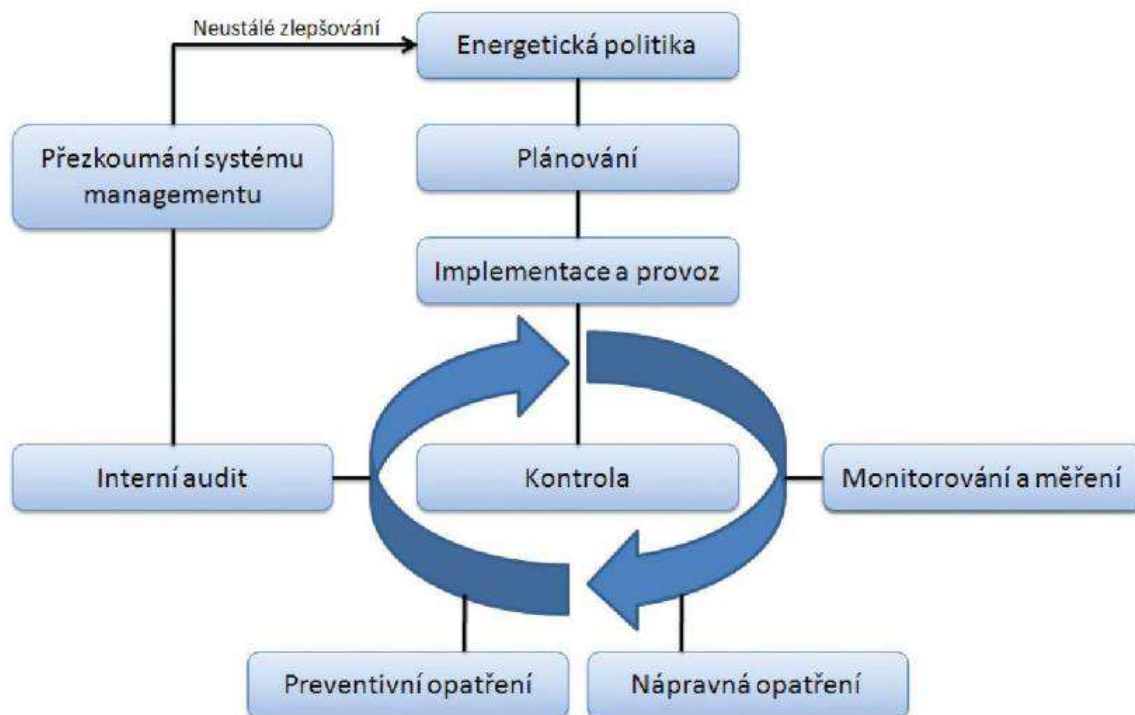 Neustálé zlepšování
Energetická politika
Přezkoumání systému
managementu
Plánování
Implementace a provoz
Interní audit
Kontrola
Monitorování a měření
Preventivní opatření
Nápravná opatření